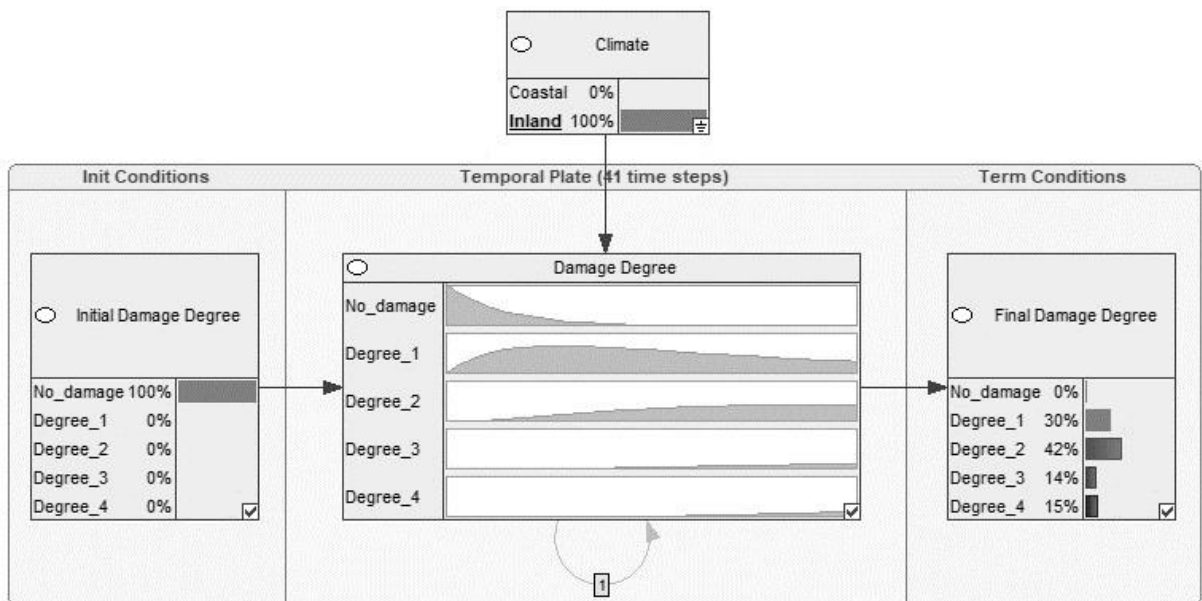 Climate
Coastal 0%
Inland 100%
Init Conditions
Temporal Plate (41 time steps)
Term Conditions
Initial Damage Degree
No_damage 100%
Degree_1 0%
Degree_2 0%
Degree_3 0%
Degree_4 0%
Damage Degree
No_damage
Degree_1
Degree_2
Degree_3
Degree_4
1
Final Damage Degree
No_damage 0%
Degree_1 30%
Degree_2 42%
Degree_3 14%
Degree_4 15%